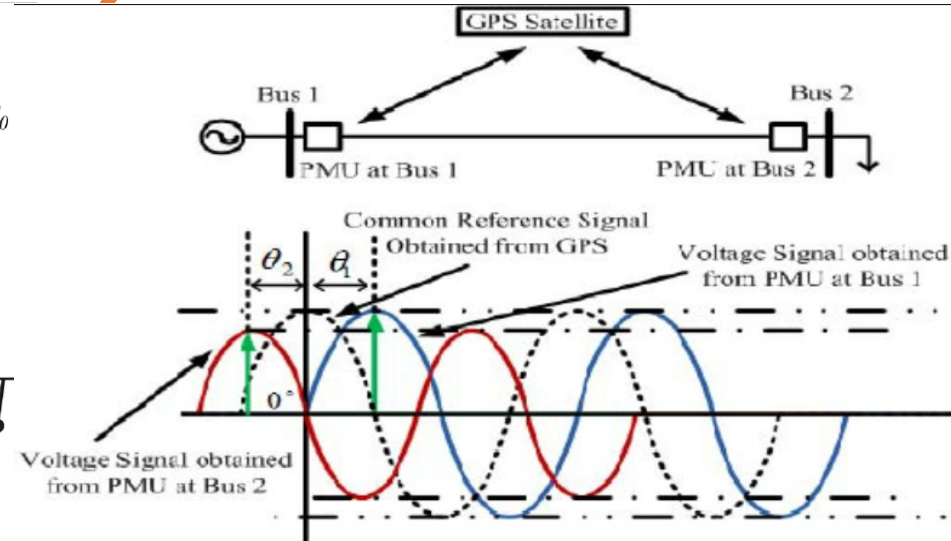 GPS Satellite
Bus 1
Bus 2
PMU at Bus 1
PMU at Bus 2
Common Reference Signal
Obtained from GPS
Voltage Signal obtained
from PMU at Bus 1
θ2
θ1
0°
Voltage Signal obtained
from PMU at Bus 2